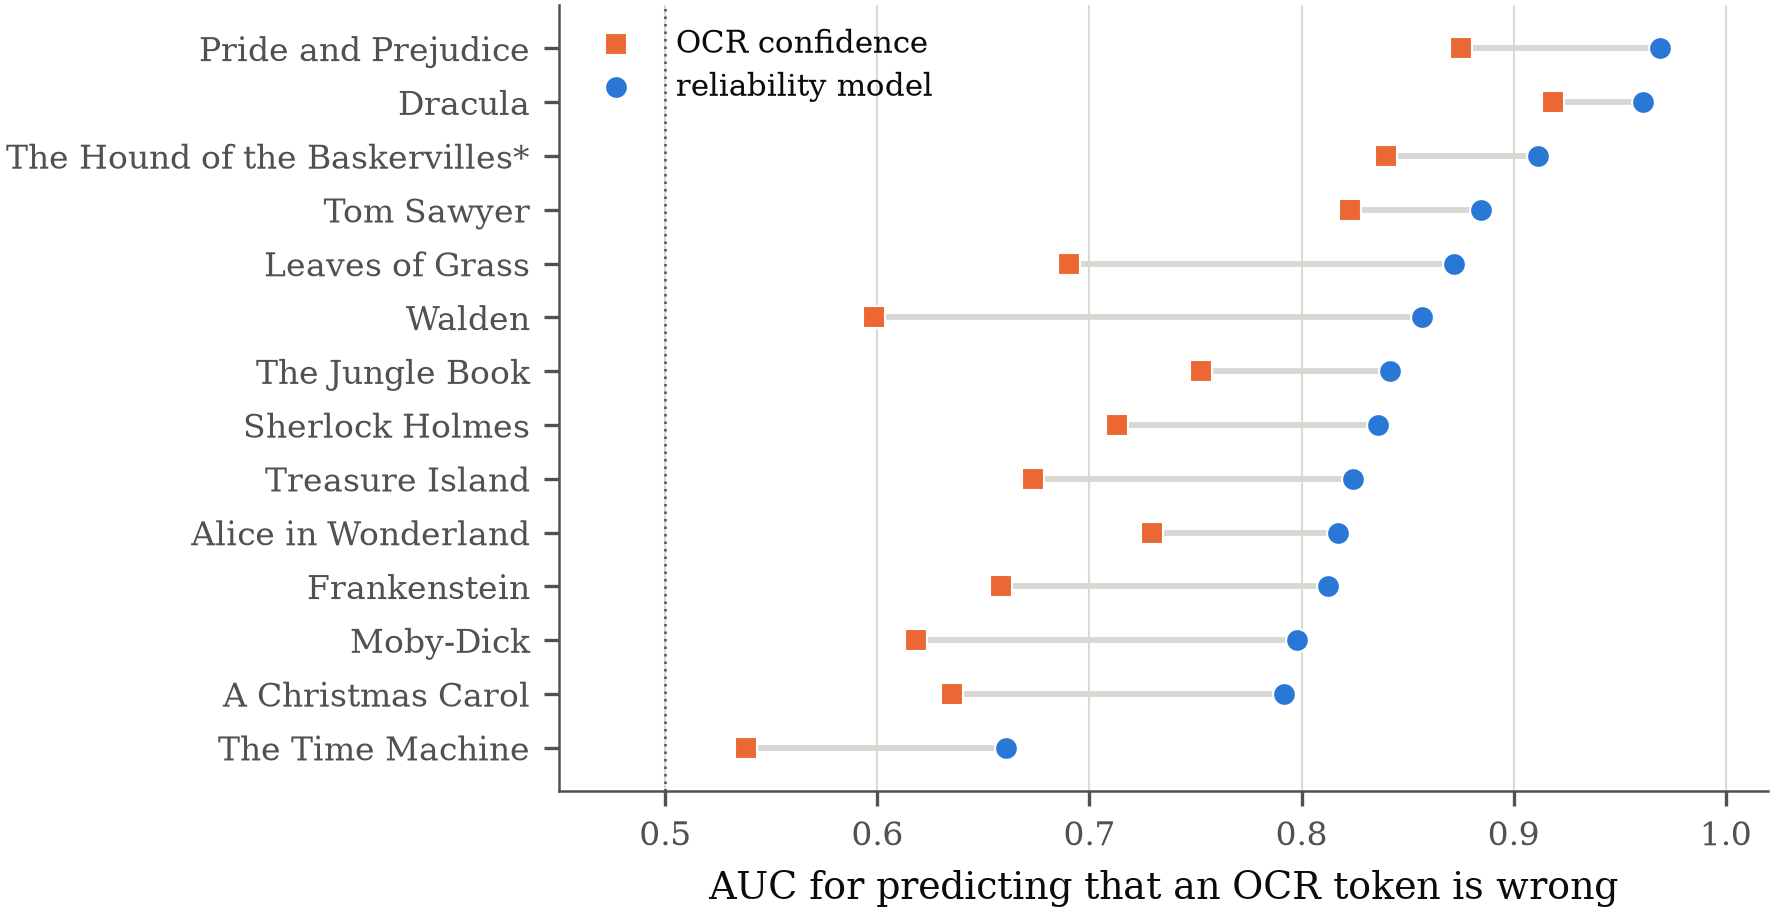 OCR confidence
reliability model
Pride and Prejudice
Dracula
The Hound of the Baskervilles*
Tom Sawyer
Leaves of Grass
Walden
The Jungle Book
Sherlock Holmes
Treasure Island
Alice in Wonderland
Frankenstein
Moby-Dick
A Christmas Carol
The Time Machine
0.5 0.6 0.7 0.8 0.9 1.0
AUC for predicting that an OCR token is wrong